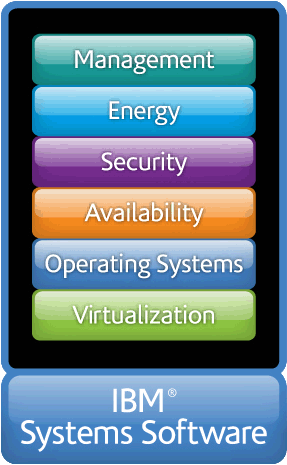 Management
Energy
Security
Availability
Operating Systems
Virtualization
IBM®
Systems Software